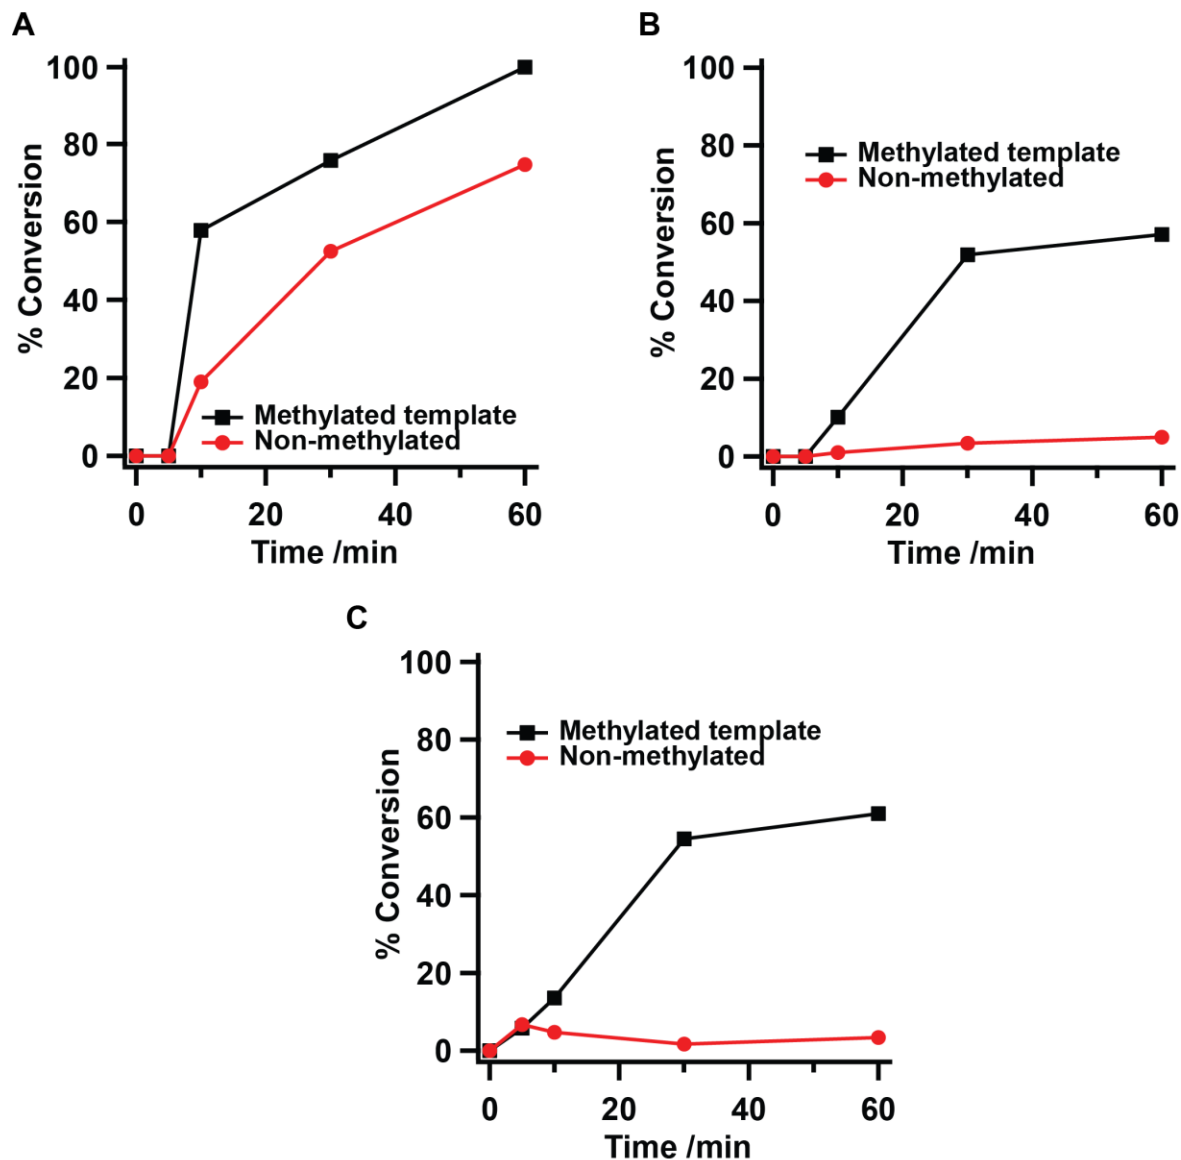 A
% Conversion
100
80
60
40
20
0
Methylated template
Non-methylated
0 20 40 60
Time /min
B
% Conversion
100
80
60
40
20
0
Methylated template
Non-methylated
0 20 40 60
Time /min
C
% Conversion
100
80
60
40
20
0
Methylated template
Non-methylated
0 20 40 60
Time /min